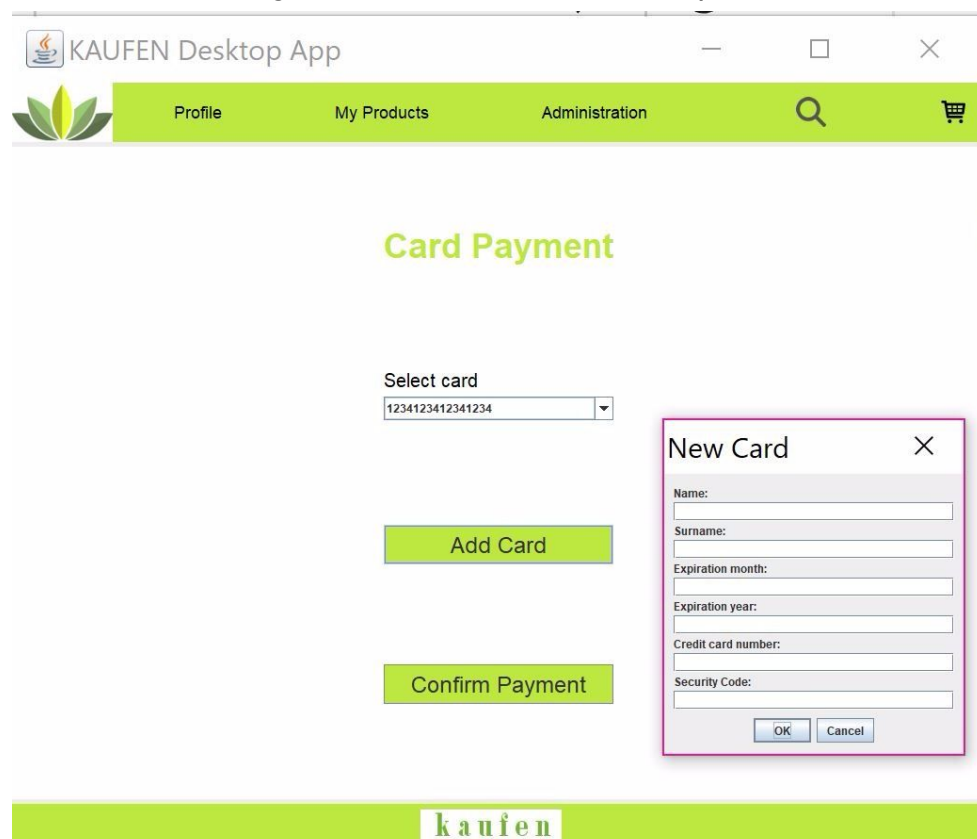 KAUFEN Desktop App
Profile My Products Administration
Card Payment
Select card
1234123412341234
Add Card
Confirm Payment
New Card
Name:
Surname:
Expiration month:
Expiration year:
Credit card number:
Security Code:
OK Cancel
kaufen